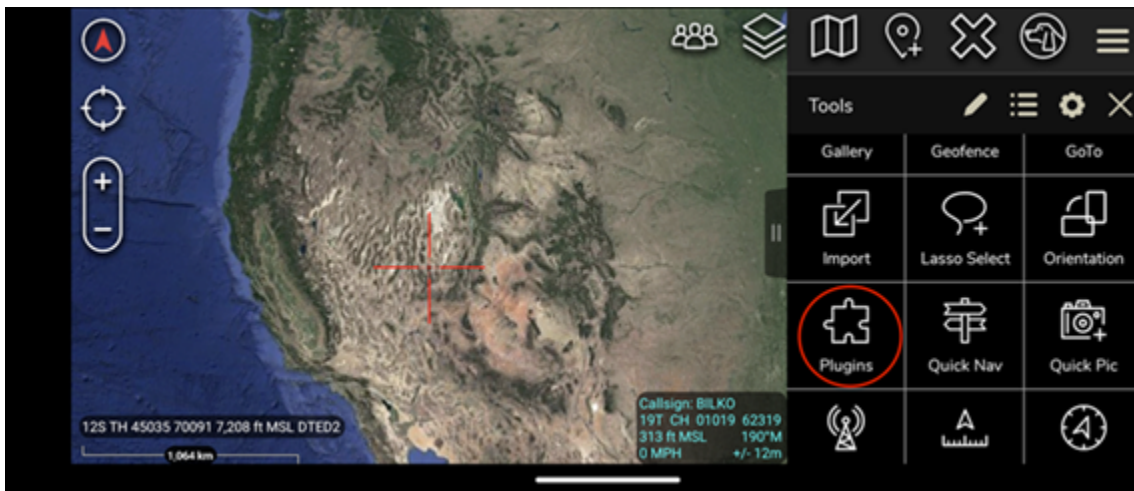 Tools
Gallery
Geofence
GoTo
Import
Lasso Select
Orientation
Plugins
Quick Nav
Quick Pic
12S TH 45035 70091 7,208 ft MSL DTED2
1,064 km
Callsign: BILKO
19T CH 01019 62319
313 ft MSL 190°M
0 MPH +/- 12m